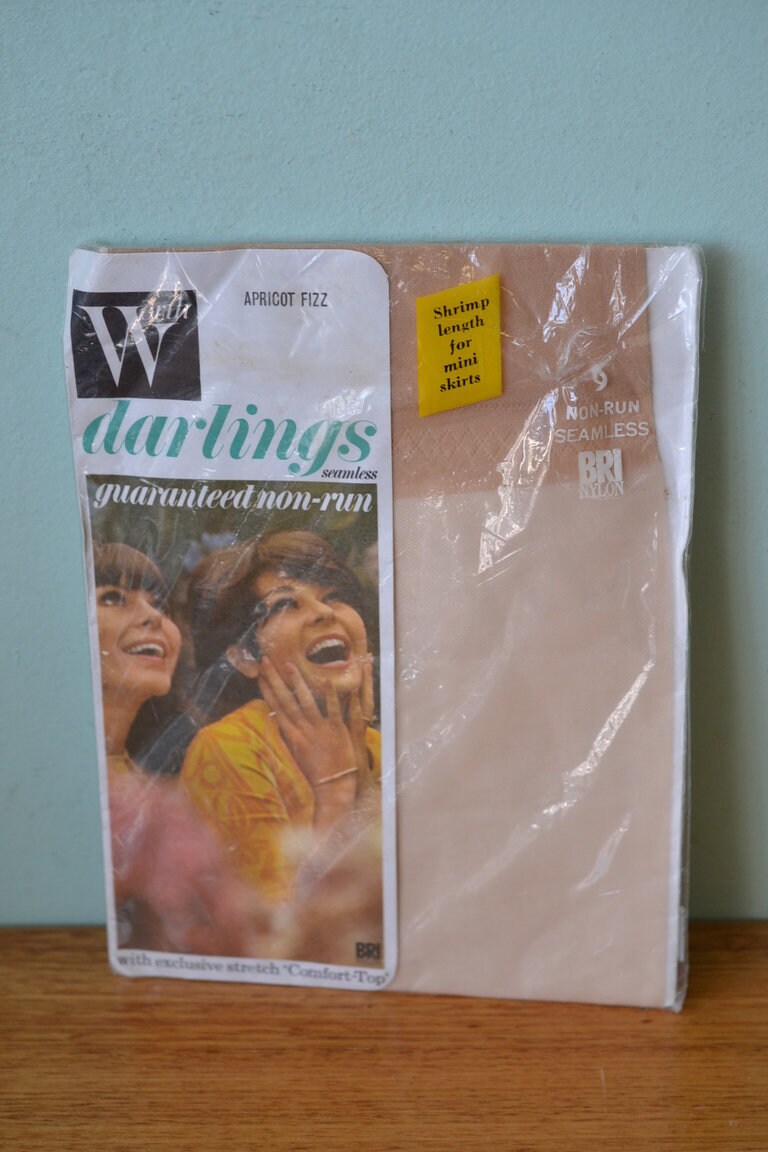 W
APRICOT FIZZ
darlings
seamless
guaranteed non-run
BRI
with exclusive stretch "Comfort-Top"
Shrimp
length
for
mini
skirts
9
NON-RUN
SEAMLESS
BRI
NYLON